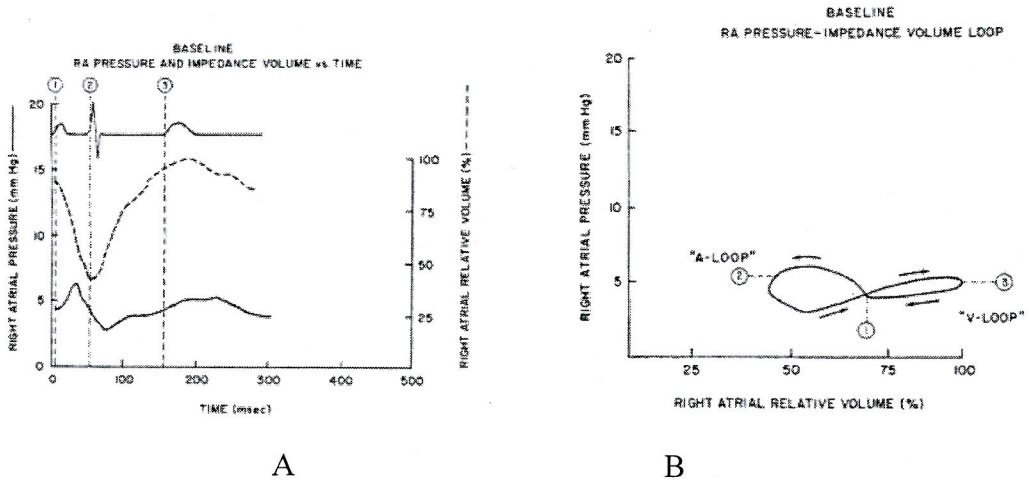 BASELINE
RA PRESSURE AND IMPEDANCE VOLUME vs TIME
1
2
3
20
15
10
5
0
RIGHT ATRIAL PRESSURE (mm Hg)
100
75
50
25
RIGHT ATRIAL RELATIVE VOLUME (%)
0
100
200
300
400
500
TIME (msec)
A
BASELINE
RA PRESSURE-IMPEDANCE VOLUME LOOP
20
15
10
5
RIGHT ATRIAL PRESSURE (mm Hg)
"A-LOOP"
2
3
"V-LOOP"
1
25
50
75
100
RIGHT ATRIAL RELATIVE VOLUME (%)
B